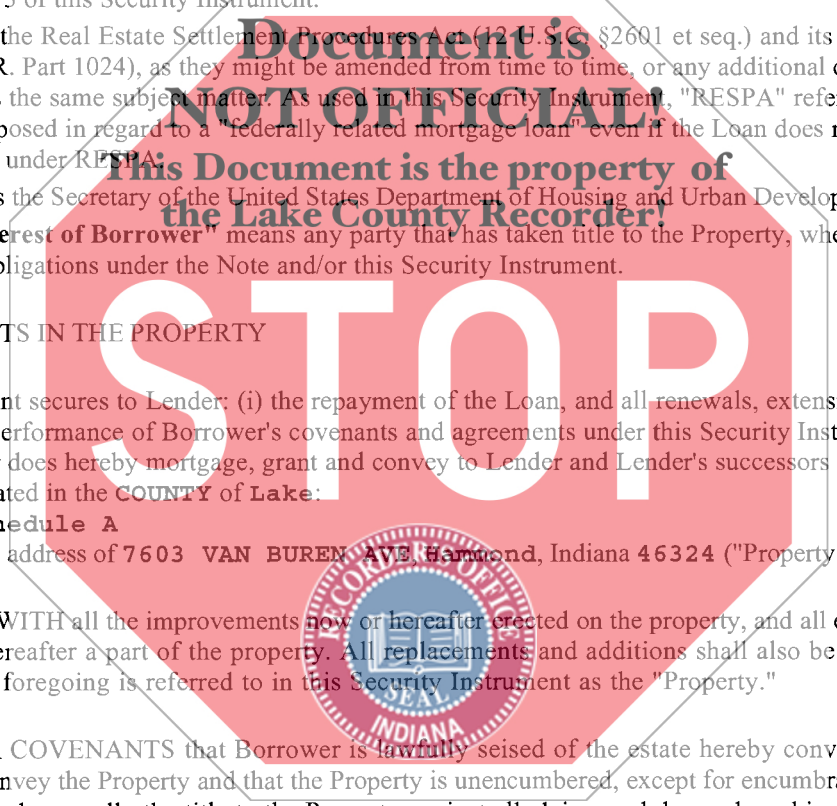 5 of this Security Instrument.
the Real Estate Settlement Procedures Act (12 U.S.C. §2601 et seq.) and its
R. Part 1024), as they might be amended from time to time, or any additional
the same subject matter. As used in this Security Instrument, "RESPA" refe
posed in regard to a "federally related mortgage loan" even if the Loan does
under RESPA.
s the Secretary of the United States Department of Housing and Urban Develop
erest of Borrower" means any party that has taken title to the Property, whe
bligations under the Note and/or this Security Instrument.
TS IN THE PROPERTY
nt secures to Lender: (i) the repayment of the Loan, and all renewals, extens
erformance of Borrower's covenants and agreements under this Security Inst
does hereby mortgage, grant and convey to Lender and Lender's successors
ated in the COUNTY of Lake:
hedule A
address of 7603 VAN BUREN AVE, Hammond, Indiana 46324 ("Property
WITH all the improvements now or hereafter erected on the property, and all e
ereafter a part of the property. All replacements and additions shall also be
foregoing is referred to in this Security Instrument as the "Property."
COVENANTS that Borrower is lawfully seised of the estate hereby conv
nvey the Property and that the Property is unencumbered, except for encumbra
Document is
NOT OFFICIAL!
This Document is the property of
the Lake County Recorder!
STOP
RECORDER'S OFFICE
SEAL
INDIANA